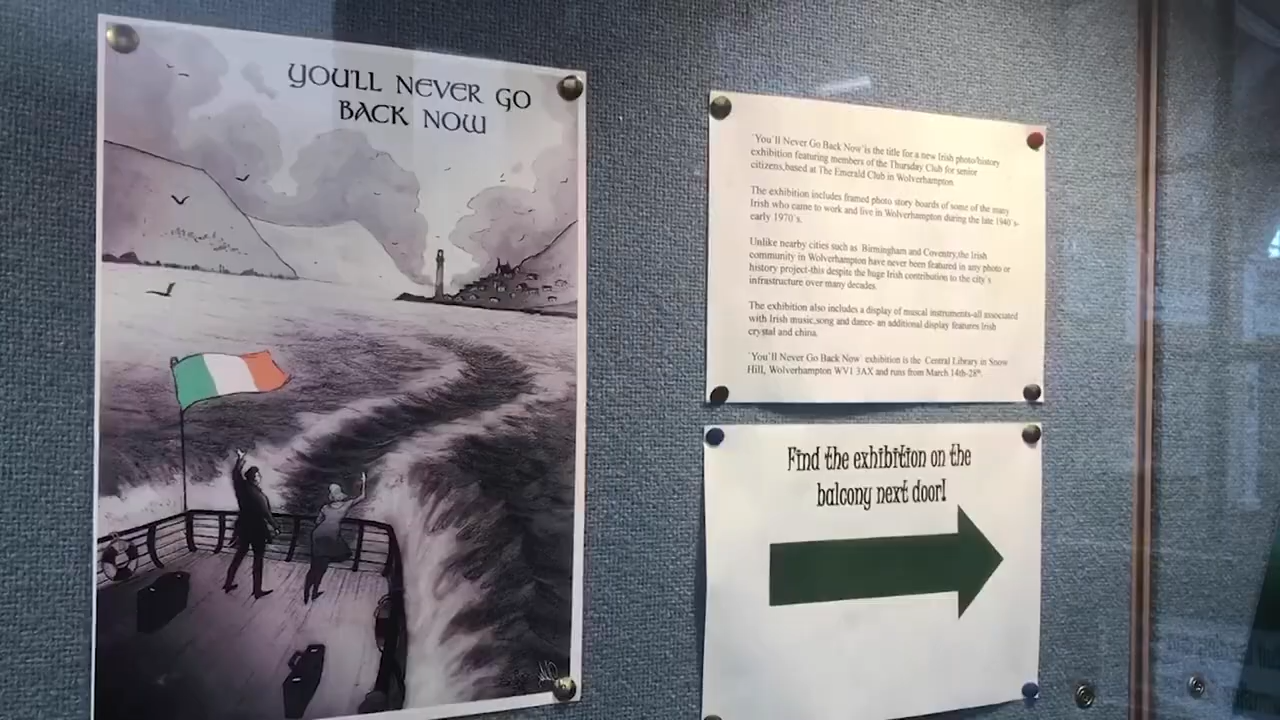 YOU'LL NEVER GO
BACK NOW
'You'll Never Go Back Now'is the title for a new Irish photo/history
exhibition featuring members of the Thursday Club for senior
citizens,based at The Emerald Club in Wolverhampton
The exhibition includes framed photo story boards of some of the many
Irish who came to work and live in Wolverhampton during the late 1940's-
early 1970's.
Unlike nearby cities such as Birmingham and Coventry,the Irish
community in Wolverhampton have never been featured in any photo or
history project-this despite the huge Irish contribution to the city's
infrastructure over many decades.
The exhibition also includes a display of muscal instruments-all associated
with Irish music,song and dance- an additional display features Irish
crystal and china.
'You'll Never Go Back Now' exhibition is the Central Library in Snow
Hill, Wolverhampton WV1 3AX and runs from March 14th-28th.
Find the exhibition on the
balcony next door!